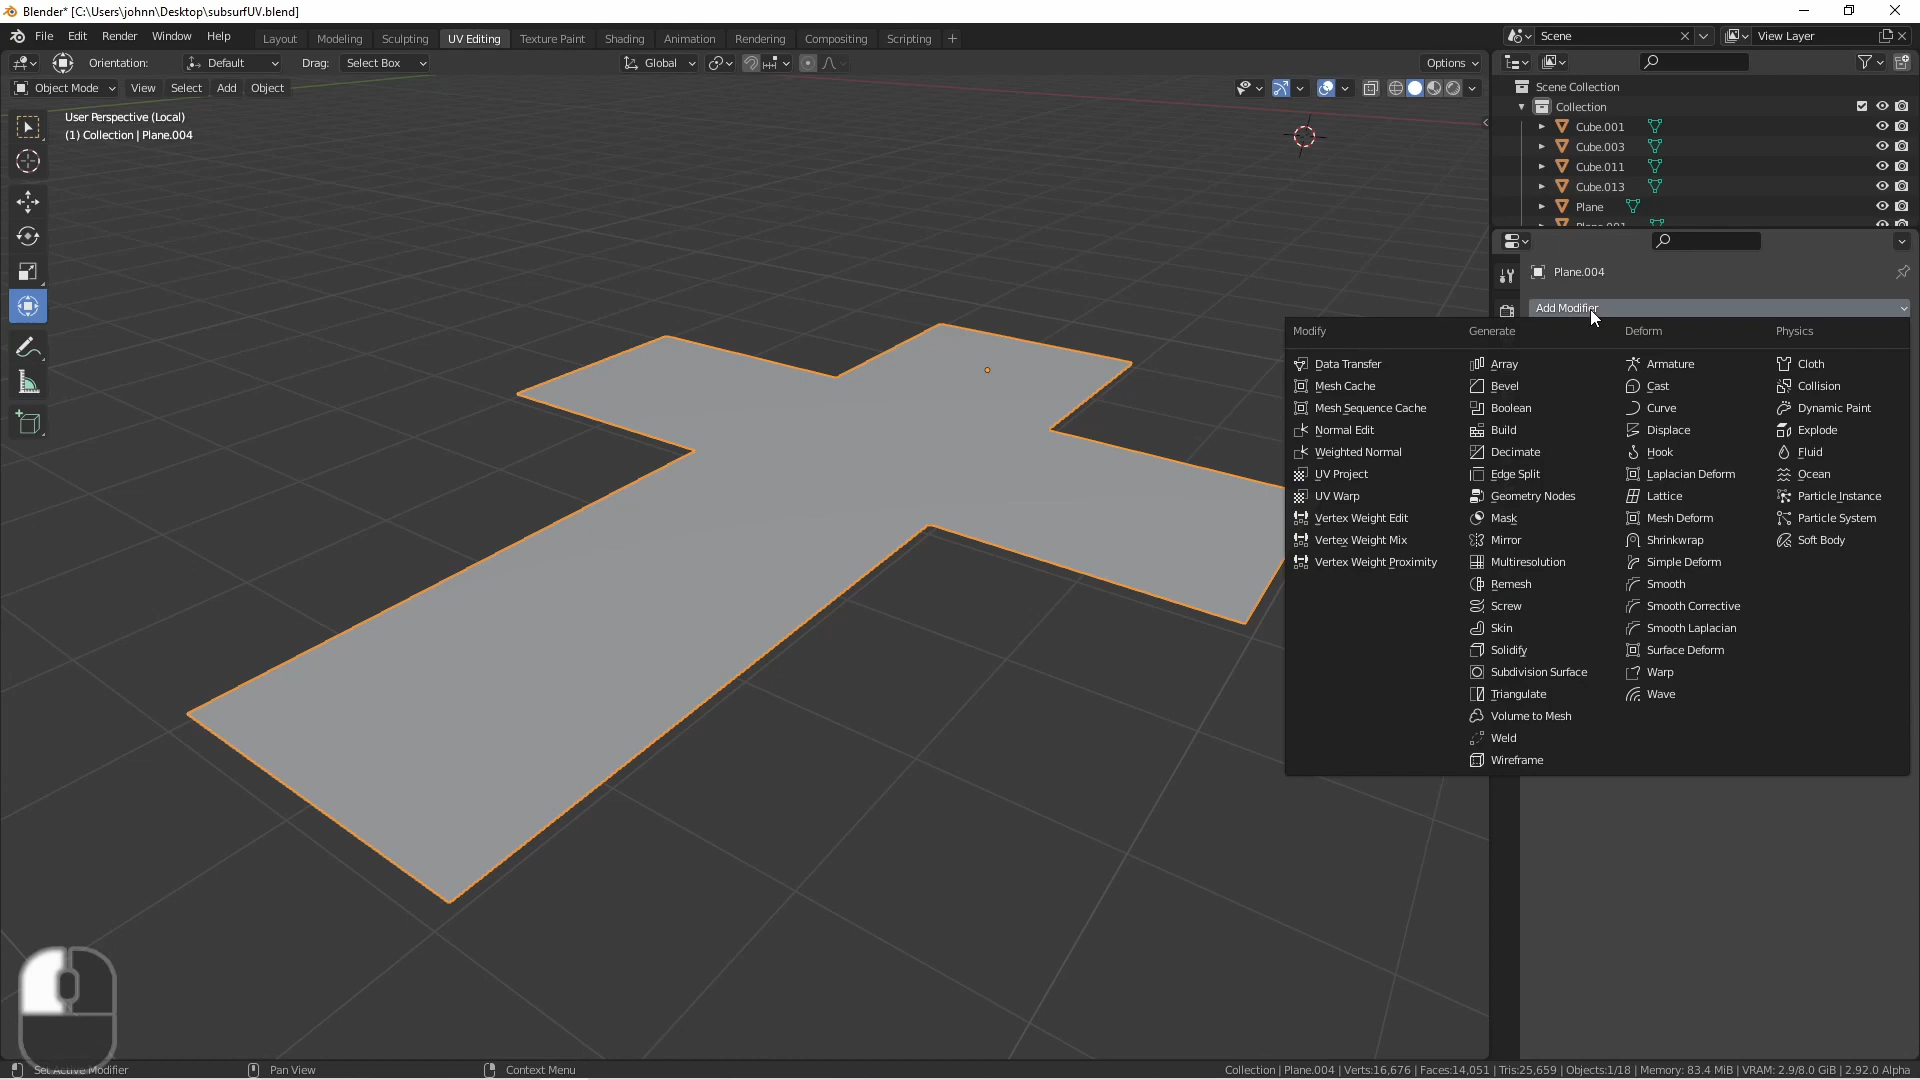 Blender* [C:\Users\johnn\Desktop\subsurfUV.blend]
File Edit Render Window Help
Layout Modeling Sculpting UV Editing Texture Paint Shading Animation Rendering Compositing Scripting +
Scene
View Layer
Orientation: Default Drag: Select Box
Global
Options
Object Mode View Select Add Object
User Perspective (Local)
(1) Collection | Plane.004
Scene Collection
Collection
Cube.001
Cube.003
Cube.011
Cube.013
Plane
Plane.004
Add Modifier
Modify
Data Transfer
Mesh Cache
Mesh Sequence Cache
Normal Edit
Weighted Normal
UV Project
UV Warp
Vertex Weight Edit
Vertex Weight Mix
Vertex Weight Proximity
Generate
Array
Bevel
Boolean
Build
Decimate
Edge Split
Geometry Nodes
Mask
Mirror
Multiresolution
Remesh
Screw
Skin
Solidify
Subdivision Surface
Triangulate
Volume to Mesh
Weld
Wireframe
Deform
Armature
Cast
Curve
Displace
Hook
Laplacian Deform
Lattice
Mesh Deform
Shrinkwrap
Simple Deform
Smooth
Smooth Corrective
Smooth Laplacian
Surface Deform
Warp
Wave
Physics
Cloth
Collision
Dynamic Paint
Explode
Fluid
Ocean
Particle Instance
Particle System
Soft Body
Set Active Modifier
Pan View
Context Menu
Collection | Plane.004 | Verts:16,676 | Faces:14,051 | Tris:25,659 | Objects:1/18 | Memory: 83.4 MiB | VRAM: 2.9/8.0 GiB | 2.92.0 Alpha